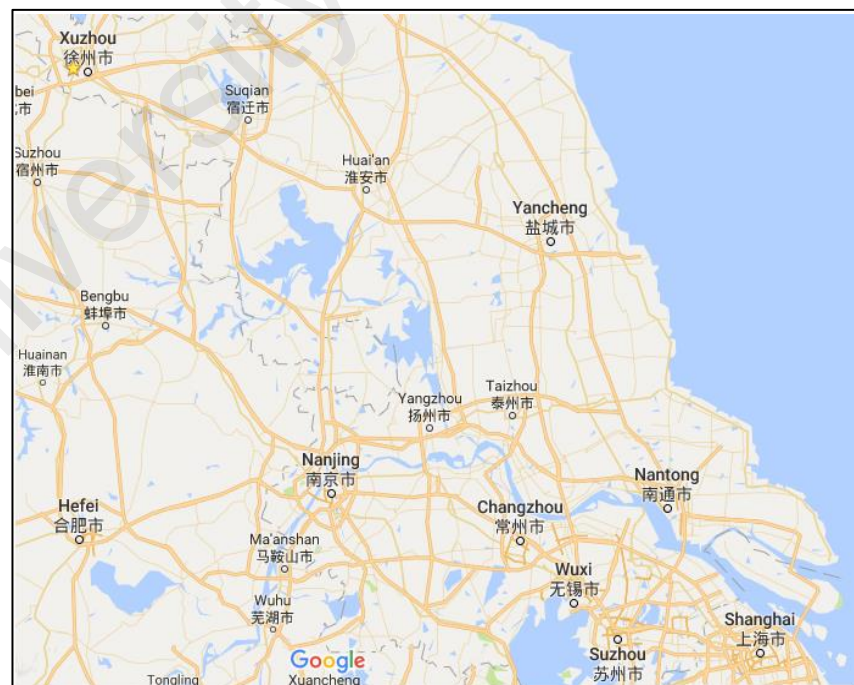 Xuzhou
徐州市
bei
市
Suqian
宿迁市
Suzhou
宿州市
Huai'an
淮安市
Yancheng
盐城市
Bengbu
蚌埠市
Huainan
淮南市
Yangzhou
扬州市
Taizhou
泰州市
Nanjing
南京市
Nantong
南通市
Hefei
合肥市
Changzhou
常州市
Ma'anshan
马鞍山市
Wuxi
无锡市
Wuhu
芜湖市
Shanghai
上海市
Suzhou
苏州市
Google
Tongling
Xuancheng
University